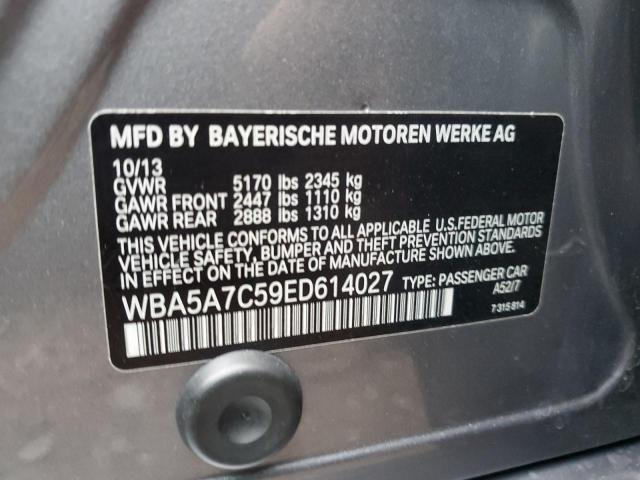 MFD BY BAYERISCHE MOTOREN WERKE AG
10/13
GVWR 5170 lbs 2345 kg
GAWR FRONT 2447 lbs 1110 kg
GAWR REAR 2888 lbs 1310 kg
THIS VEHICLE CONFORMS TO ALL APPLICABLE U.S.FEDERAL MOTOR
VEHICLE SAFETY, BUMPER AND THEFT PREVENTION STANDARDS
IN EFFECT ON THE DATE OF MANUFACTURE SHOWN ABOVE.
WBA5A7C59ED614027 TYPE: PASSENGER CAR
A52/7
7 315 814